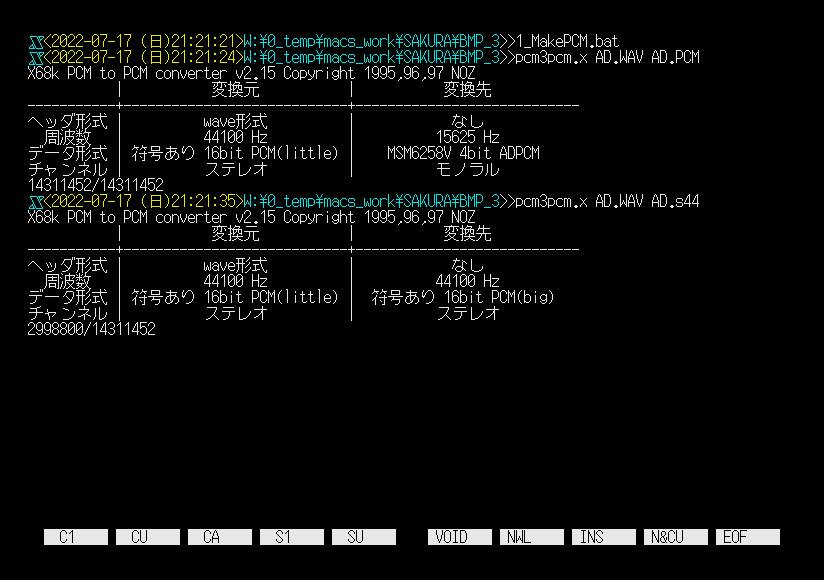 <2022-07-17 (日)21:21:21>W:¥0_temp¥macs_work¥SAKURA¥BMP_3>>1_MakePCM.bat
<2022-07-17 (日)21:21:24>W:¥0_temp¥macs_work¥SAKURA¥BMP_3>>pcm3pcm.x AD.WAV AD.PCM
X68k PCM to PCM converter v2.15 Copyright 1995,96,97 NOZ
| 変換元 | 変換先
------------+-----------------------------+-----------------------------
ヘッダ形式 | wave形式 | なし
周波数 | 44100 Hz | 15625 Hz
データ形式 | 符号あり 16bit PCM(little) | MSM6258V 4bit ADPCM
チャンネル | ステレオ | モノラル
14311452/14311452
<2022-07-17 (日)21:21:35>W:¥0_temp¥macs_work¥SAKURA¥BMP_3>>pcm3pcm.x AD.WAV AD.s44
X68k PCM to PCM converter v2.15 Copyright 1995,96,97 NOZ
| 変換元 | 変換先
------------+-----------------------------+-----------------------------
ヘッダ形式 | wave形式 | なし
周波数 | 44100 Hz | 44100 Hz
データ形式 | 符号あり 16bit PCM(little) | 符号あり 16bit PCM(big)
チャンネル | ステレオ | ステレオ
2998800/14311452
C1 CU CA S1 SU VOID NWL INS N&CU EOF